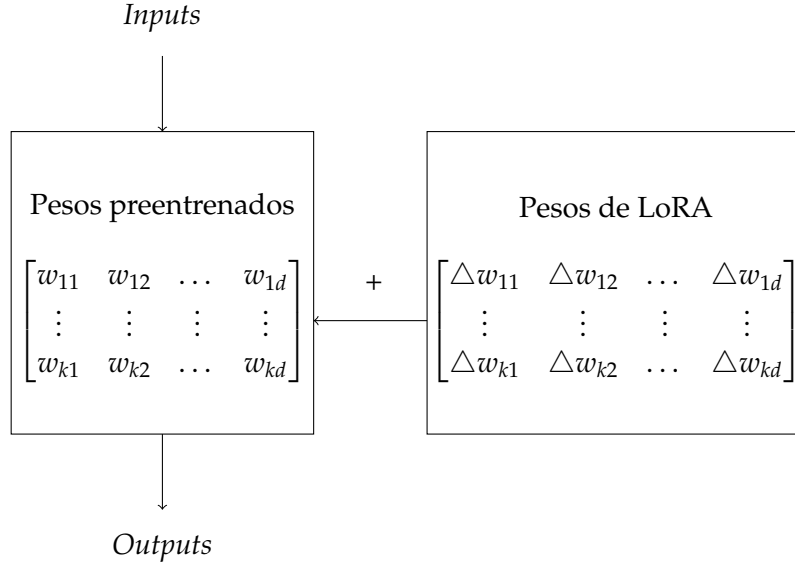 Inputs
Pesos preentrenados
w11 w12 … w1d
⋮ ⋮ ⋮ ⋮
wk1 wk2 … wkd
+
Pesos de LoRA
△w11 △w12 … △w1d
⋮ ⋮ ⋮ ⋮
△wk1 △wk2 … △wkd
Outputs